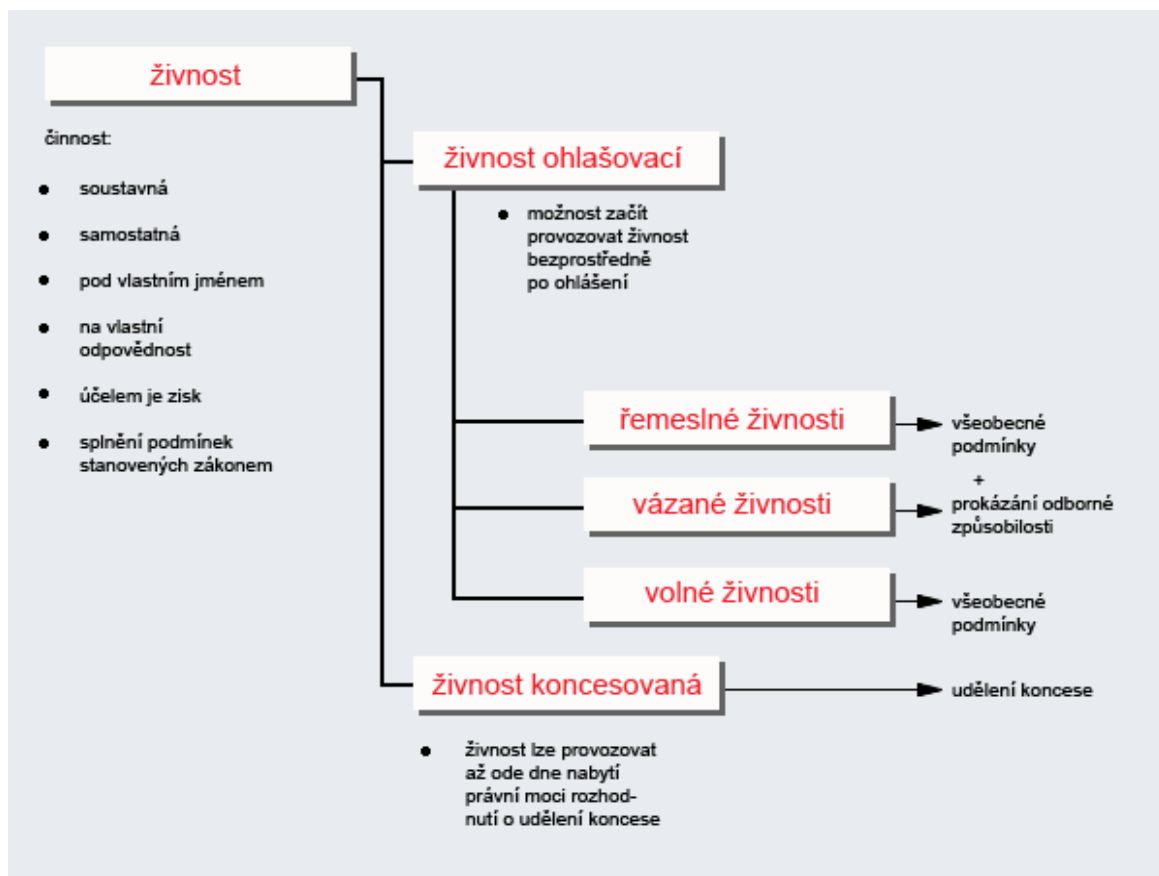 živnost
činnost:
● soustavná
● samostatná
● pod vlastním jménem
● na vlastní
odpovědnost
● účelem je zisk
● splnění podmínek
stanovených zákonem
živnost ohlašovací
● možnost začít
provozovat živnost
bezprostředně
po ohlášení
řemeslné živnosti
všeobecné
podmínky
+
vázané živnosti
prokázání odborné
způsobilosti
volné živnosti
všeobecné
podmínky
živnost koncesovaná
udělení koncese
● živnost lze provozovat
až ode dne nabytí
právní moci rozhod-
nutí o udělení koncese